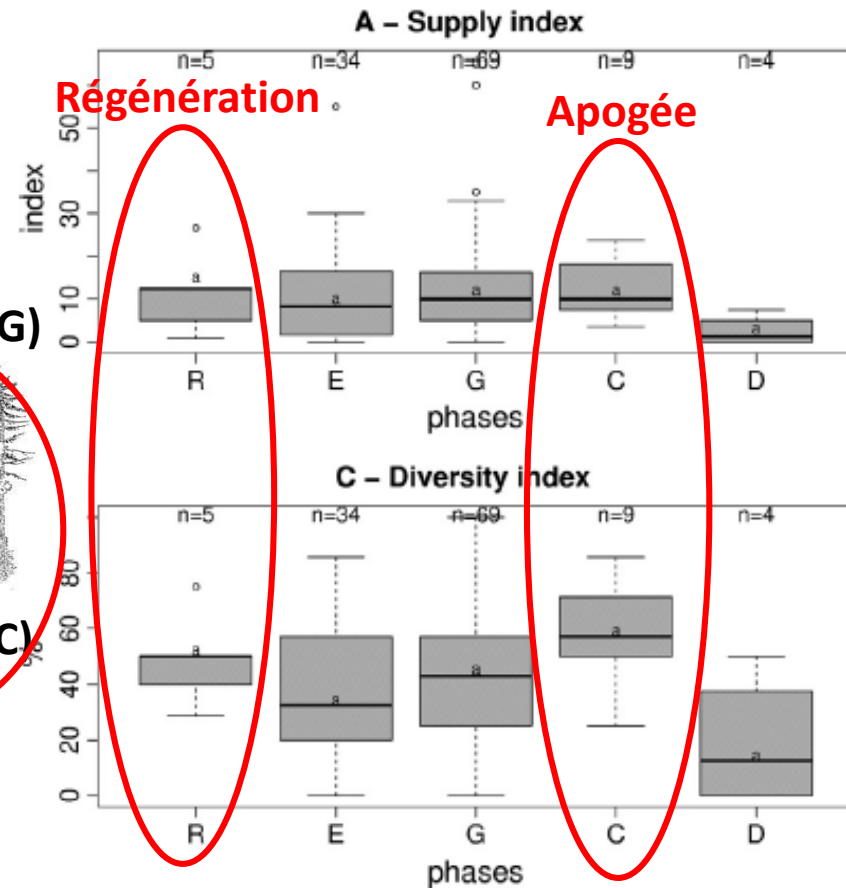 A – Supply index
n=5 n=34 n=69 n=9 n=4
Régénération
Apogée
50
30
10
0
index
a a a a a
G)
R E G C D
phases
C – Diversity index
n=5 n=34 n=69 n=9 n=4
80
60
40
20
0
%
a a a a a
C)
R E G C D
phases